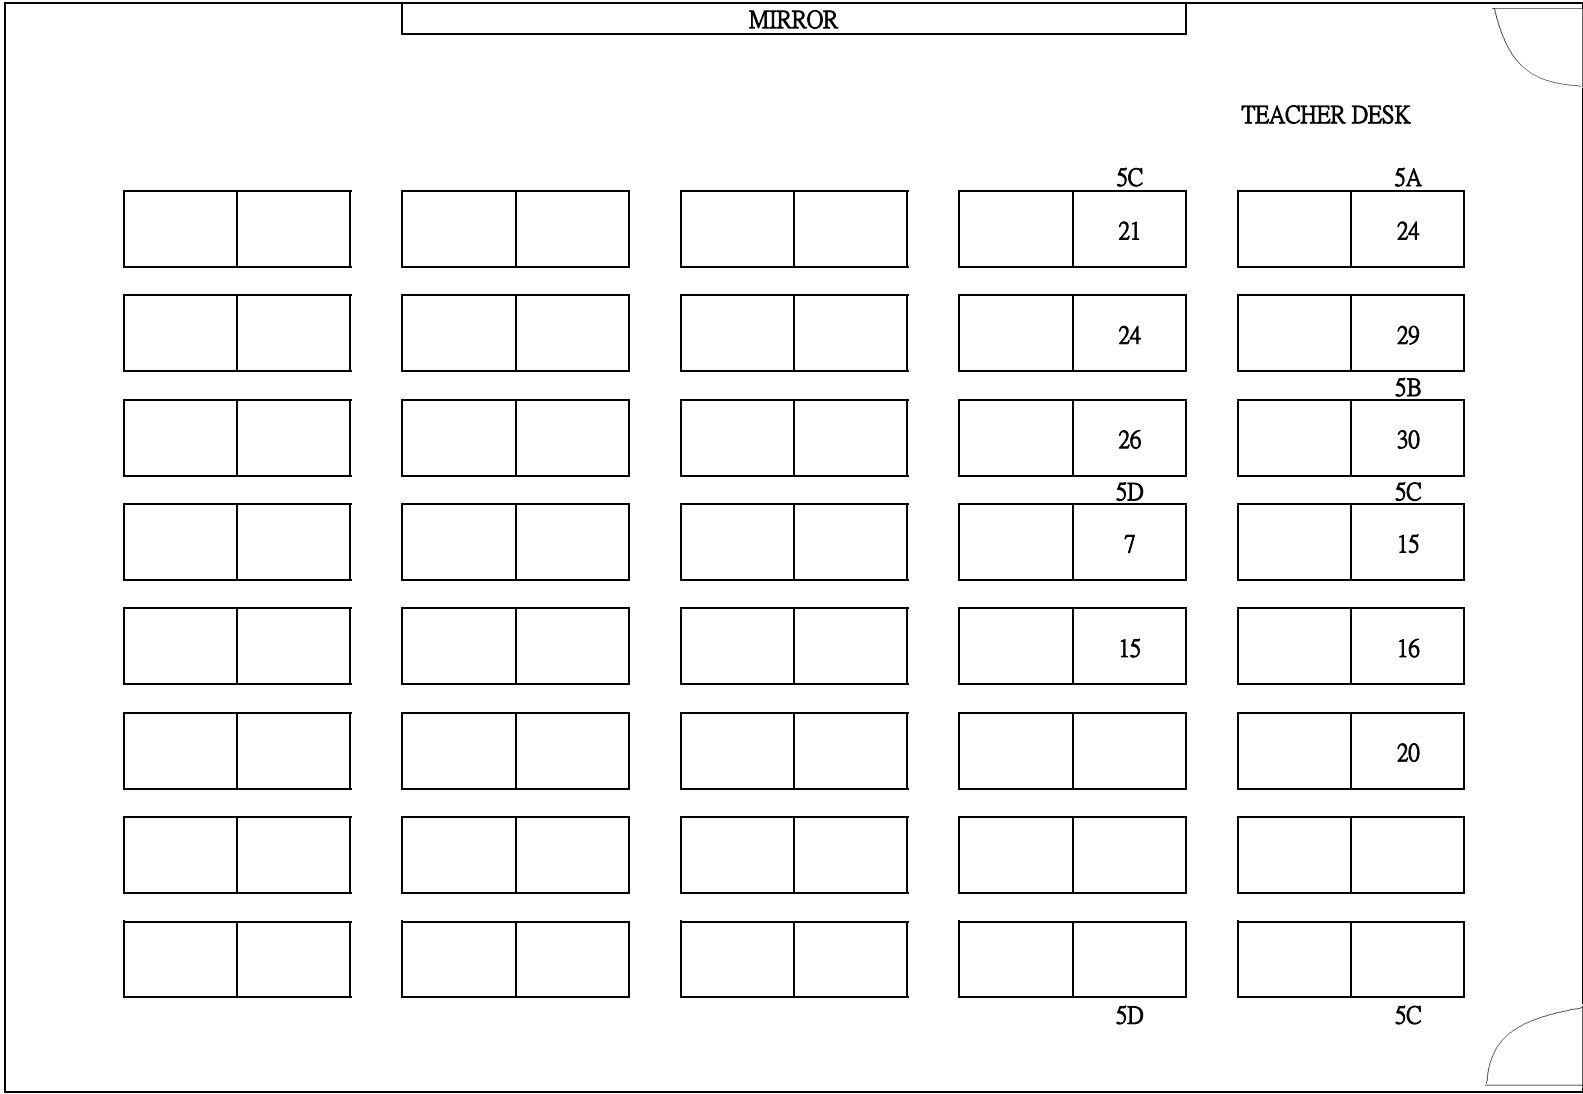 MIRROR
TEACHER DESK
5C 5A
21 24
24 29
5B
26 30
5D 5C
7 15
15 16
20
5D 5C